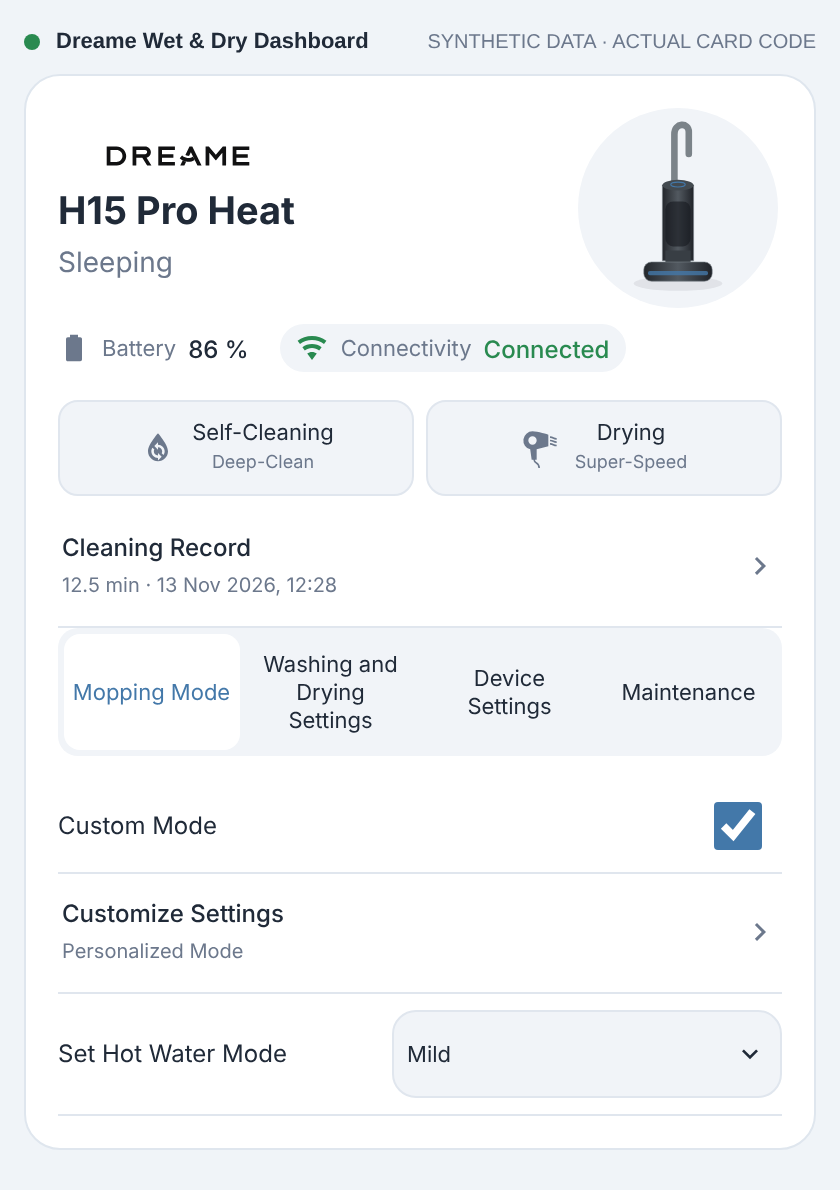 Dreame Wet & Dry Dashboard
SYNTHETIC DATA · ACTUAL CARD CODE
DREAME
H15 Pro Heat
Sleeping
Battery 86 %
Connectivity Connected
Self-Cleaning
Deep-Clean
Drying
Super-Speed
Cleaning Record
12.5 min · 13 Nov 2026, 12:28
Mopping Mode
Washing and
Drying
Settings
Device
Settings
Maintenance
Custom Mode
Customize Settings
Personalized Mode
Set Hot Water Mode
Mild